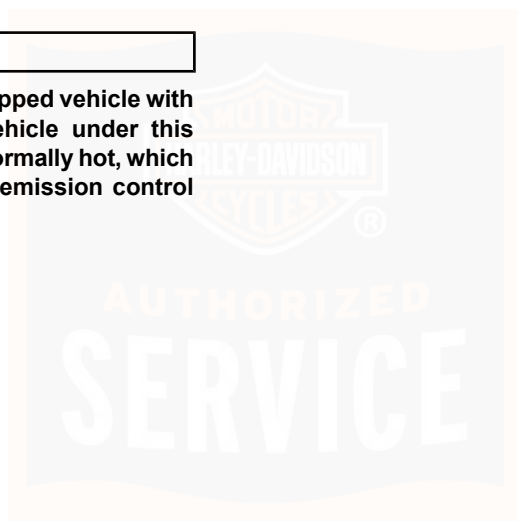 pped vehicle with
ehicle under this
ormally hot, which
emission control
MOTOR
HARLEY-DAVIDSON
CYCLES
®
AUTHORIZED
SERVICE